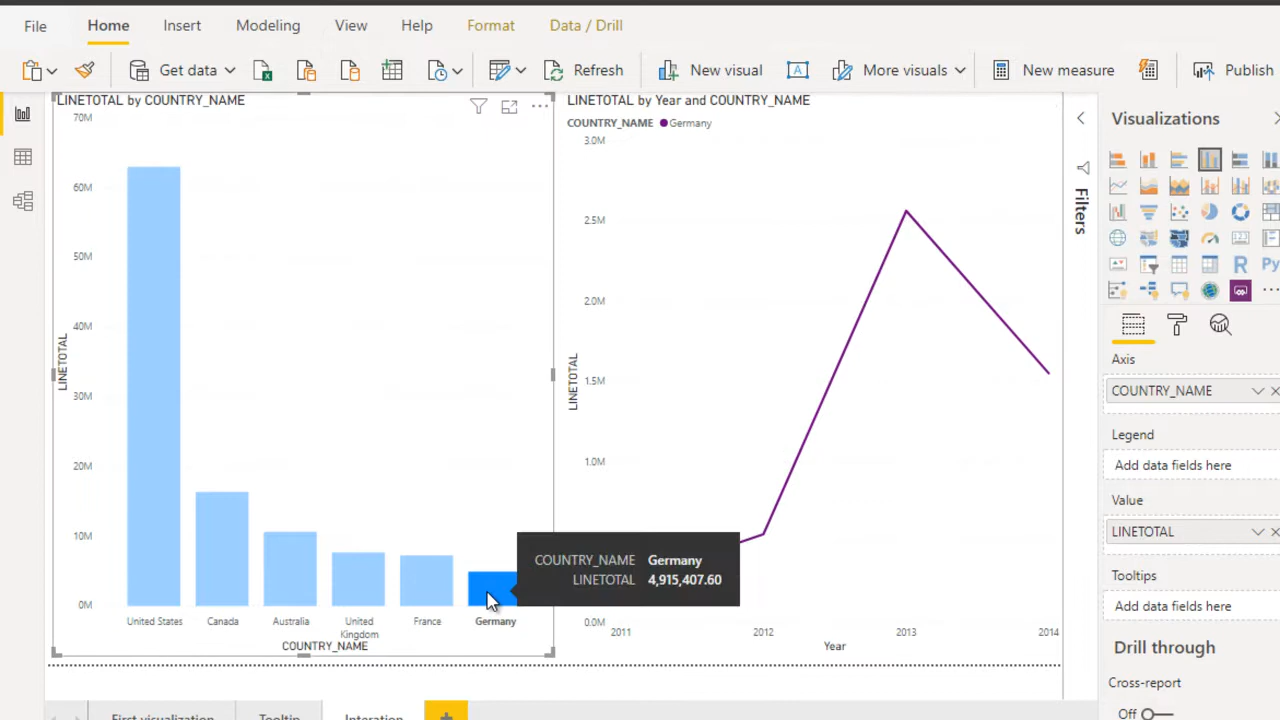 File Home Insert Modeling View Help Format Data / Drill
Get data Refresh New visual A More visuals New measure Publish
LINETOTAL by COUNTRY_NAME
70M
60M
50M
40M
30M
20M
10M
0M
LINETOTAL
United States Canada Australia United Kingdom France Germany
COUNTRY_NAME
LINETOTAL by Year and COUNTRY_NAME
COUNTRY_NAME Germany
3.0M
2.5M
2.0M
1.5M
1.0M
0.0M
LINETOTAL
2011 2012 2013 2014
Year
COUNTRY_NAME Germany
LINETOTAL 4,915,407.60
Filters
Visualizations
R Py
Axis
COUNTRY_NAME
Legend
Add data fields here
Value
LINETOTAL
Tooltips
Add data fields here
Drill through
Cross-report
Off
First visualization Tooltip Interation